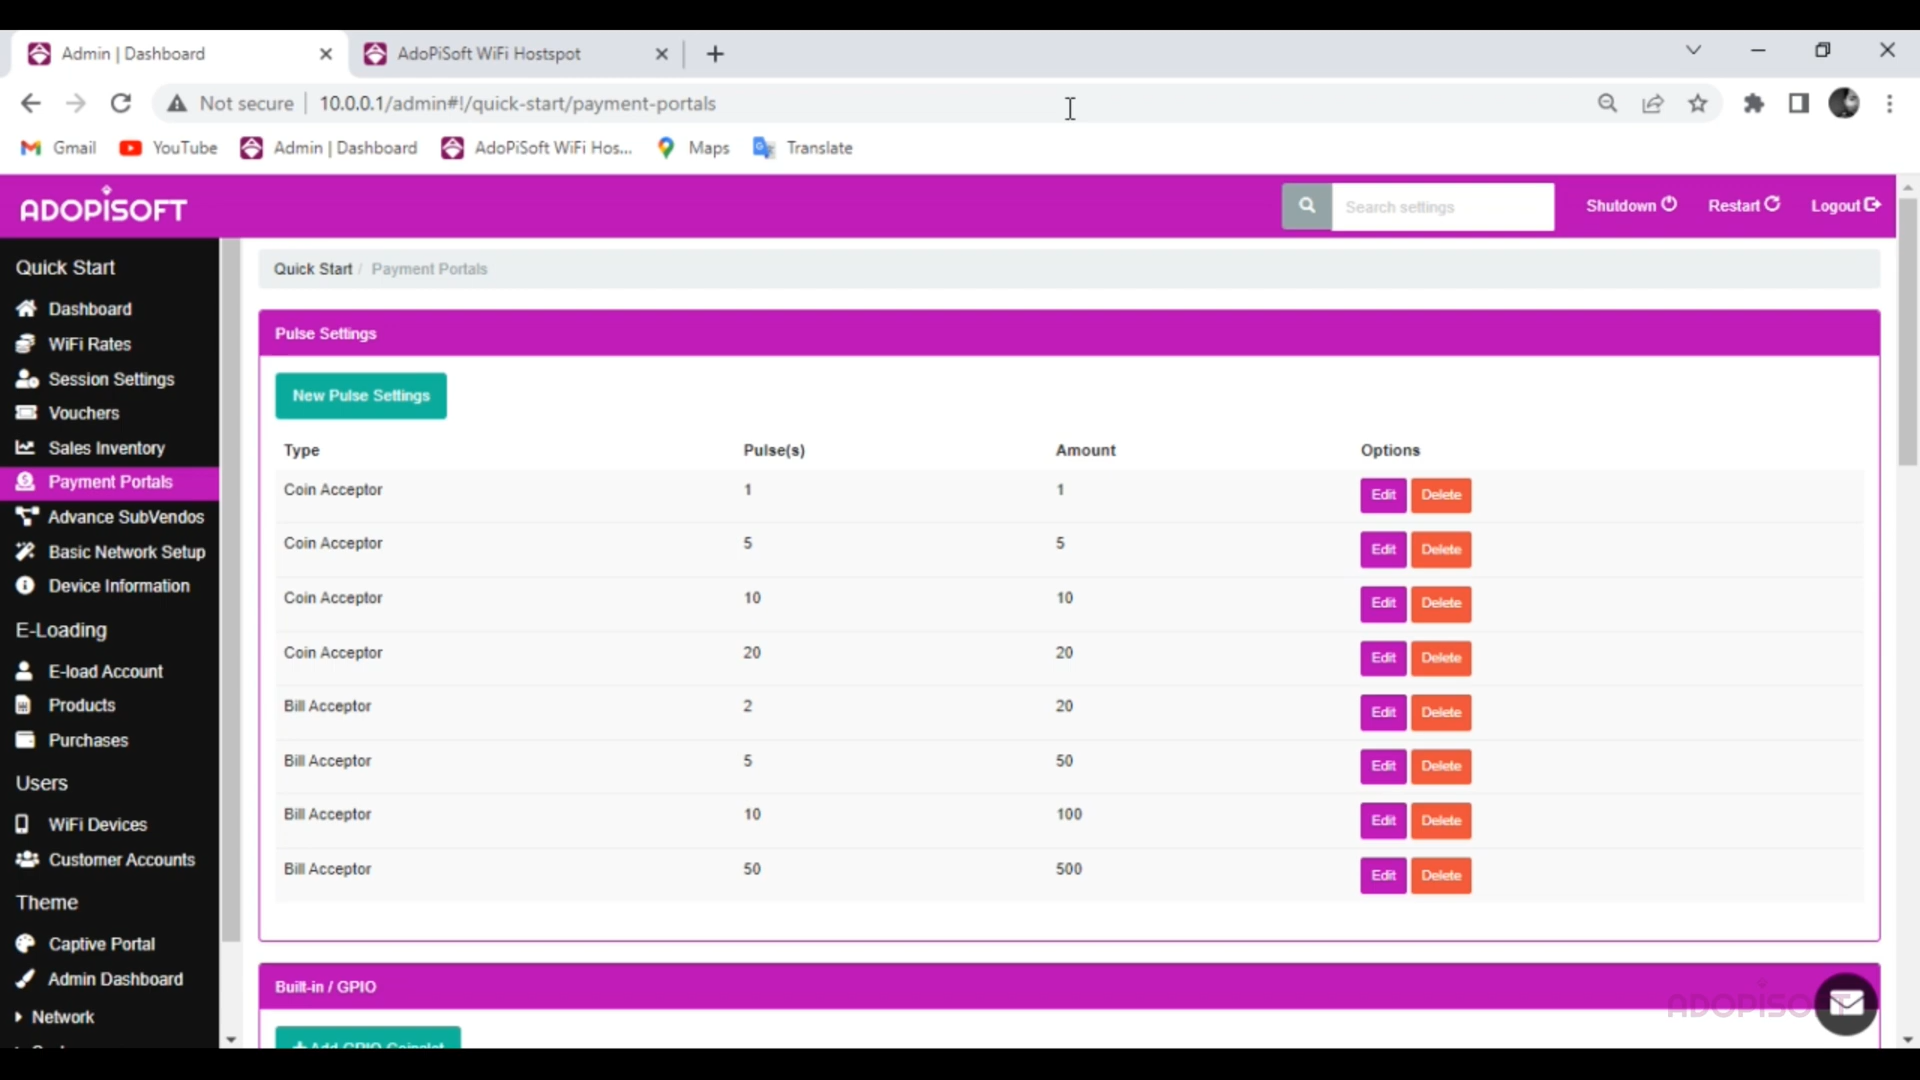 Admin | Dashboard
AdoPiSoft WiFi Hostspot
Not secure
10.0.0.1/admin#!/quick-start/payment-portals
Gmail
YouTube
Admin | Dashboard
AdoPiSoft WiFi Hos...
Maps
Translate
ADOPISOFT
Search settings
Shutdown
Restart
Logout
Quick Start
Dashboard
WiFi Rates
Session Settings
Vouchers
Sales Inventory
Payment Portals
Advance SubVendos
Basic Network Setup
Device Information
E-Loading
E-load Account
Products
Purchases
Users
WiFi Devices
Customer Accounts
Theme
Captive Portal
Admin Dashboard
Network
Quick Start / Payment Portals
Pulse Settings
New Pulse Settings
Type Pulse(s) Amount Options
Coin Acceptor 1 1 Edit Delete
Coin Acceptor 5 5 Edit Delete
Coin Acceptor 10 10 Edit Delete
Coin Acceptor 20 20 Edit Delete
Bill Acceptor 2 20 Edit Delete
Bill Acceptor 5 50 Edit Delete
Bill Acceptor 10 100 Edit Delete
Bill Acceptor 50 500 Edit Delete
Built-in / GPIO
+ Add GPIO Coinslot
ADOPISOFT